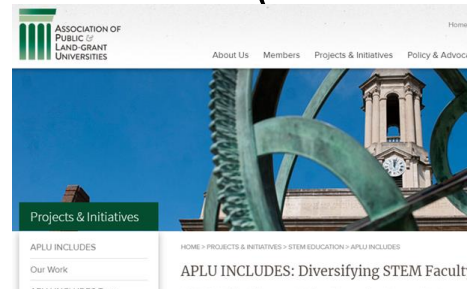 ASSOCIATION OF
PUBLIC &
LAND-GRANT
UNIVERSITIES
Home
About Us Members Projects & Initiatives Policy & Advoca
Projects & Initiatives
APLU INCLUDES
Our Work
HOME > PROJECTS & INITIATIVES > STEM EDUCATION > APLU INCLUDES
APLU INCLUDES: Diversifying STEM Facult